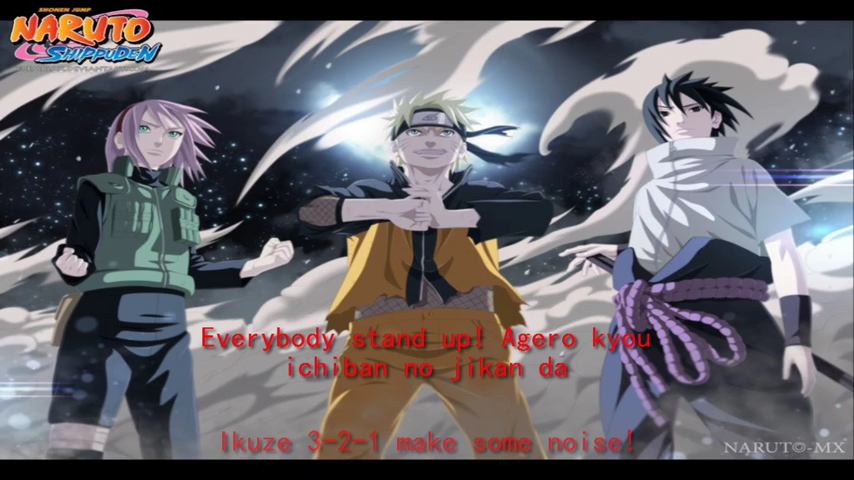 SHONEN JUMP
NARUTO
SHIPPUDEN
Everybody stand up! Agero kyou
ichiban no jikan da
Ikuze 3-2-1 make some noise!
NARUTO-MX